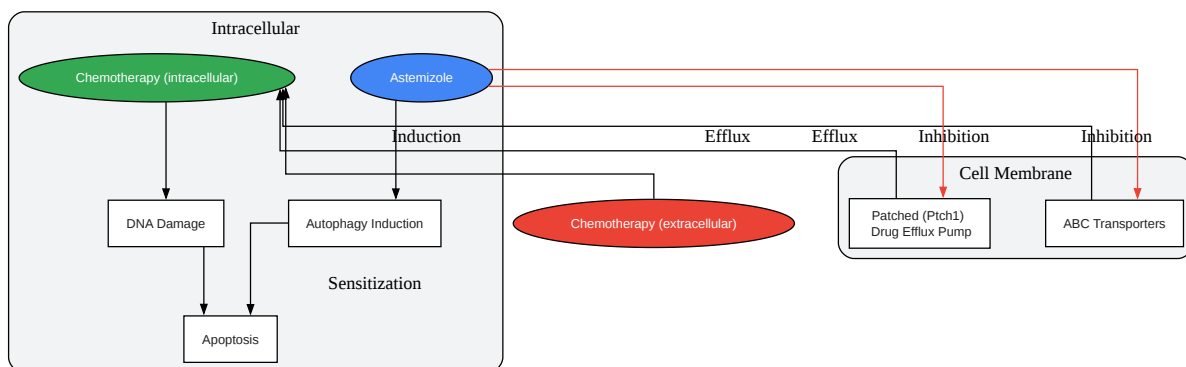 Intracellular
Chemotherapy (intracellular)
Astemizole
Induction
Efflux
Efflux
Inhibition
Inhibition
Cell Membrane
DNA Damage
Autophagy Induction
Chemotherapy (extracellular)
Patched (Ptch1)
Drug Efflux Pump
ABC Transporters
Sensitization
Apoptosis